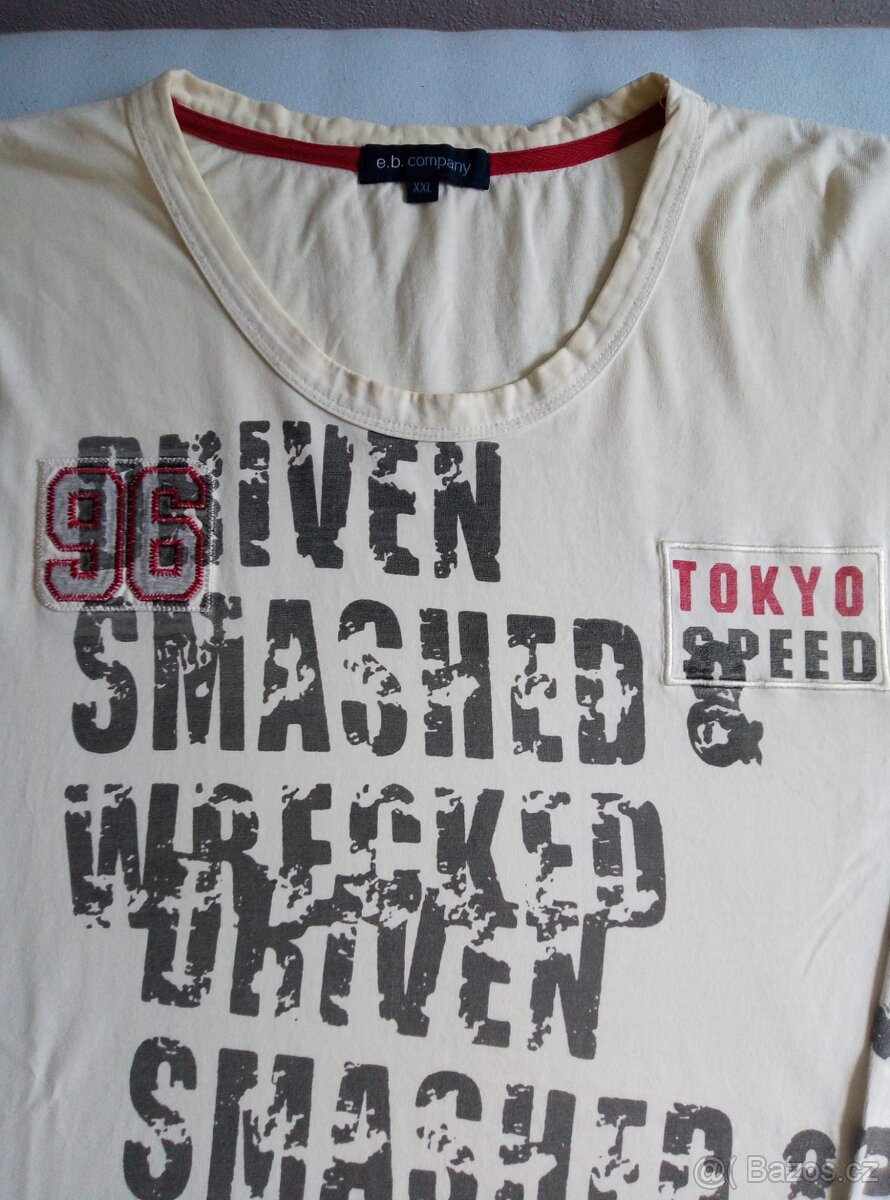 e.b. company
XXL
DRIVEN
96
TOKYO
SPEED
SMASHED &
WRECKED
DRIVEN
SMASHED &
@( Bazos.cz